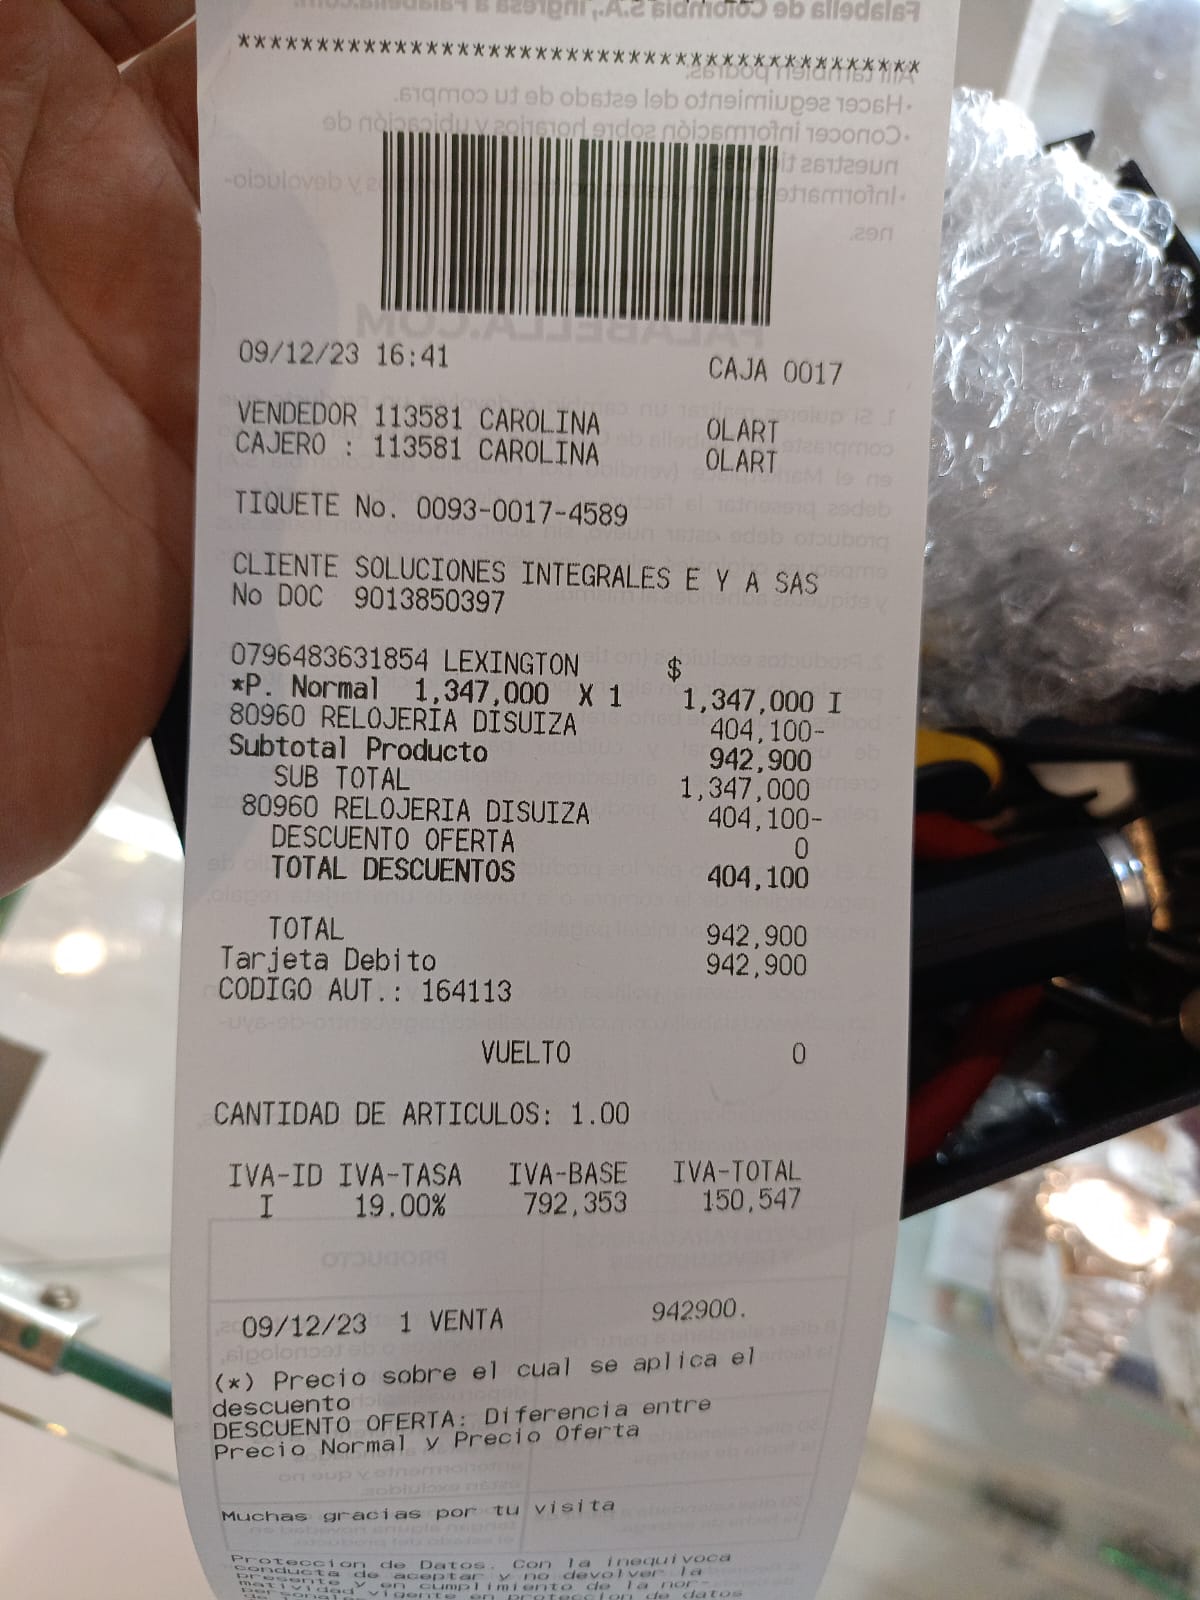 *********************************************
09/12/23 16:41 CAJA 0017
VENDEDOR 113581 CAROLINA OLART
CAJERO : 113581 CAROLINA OLART
TIQUETE No. 0093-0017-4589
CLIENTE SOLUCIONES INTEGRALES E Y A SAS
No DOC 9013850397
0796483631854 LEXINGTON $
*P. Normal 1,347,000 X 1 1,347,000 I
80960 RELOJERIA DISUIZA 404,100-
Subtotal Producto 942,900
SUB TOTAL 1,347,000
80960 RELOJERIA DISUIZA 404,100-
DESCUENTO OFERTA 0
TOTAL DESCUENTOS 404,100
TOTAL 942,900
Tarjeta Debito 942,900
CODIGO AUT.: 164113
VUELTO 0
CANTIDAD DE ARTICULOS: 1.00
IVA-ID IVA-TASA IVA-BASE IVA-TOTAL
I 19.00% 792,353 150,547
09/12/23 1 VENTA 942900.
(*) Precio sobre el cual se aplica el
descuento
DESCUENTO OFERTA: Diferencia entre
Precio Normal y Precio Oferta
Muchas gracias por tu visita
Proteccion de Datos. Con la inequivoca
conducta de aceptar y no devolver la
presente y en cumplimiento de la nor-
matividad vigente en proteccion de datos